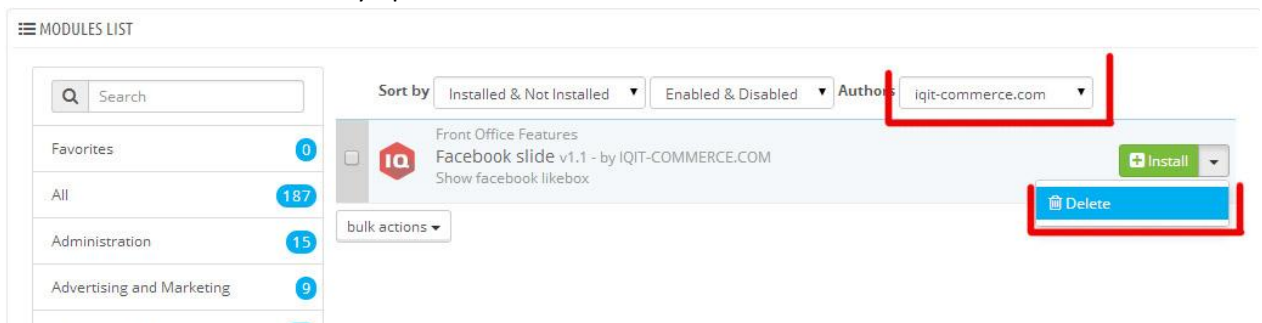 MODULES LIST
Search
Favorites 0
All 187
Administration 15
Advertising and Marketing 9
Sort by Installed & Not Installed Enabled & Disabled Authors iqit-commerce.com
Front Office Features
IQ Facebook slide v1.1 - by IQIT-COMMERCE.COM
Show facebook likebox
Install
Delete
bulk actions